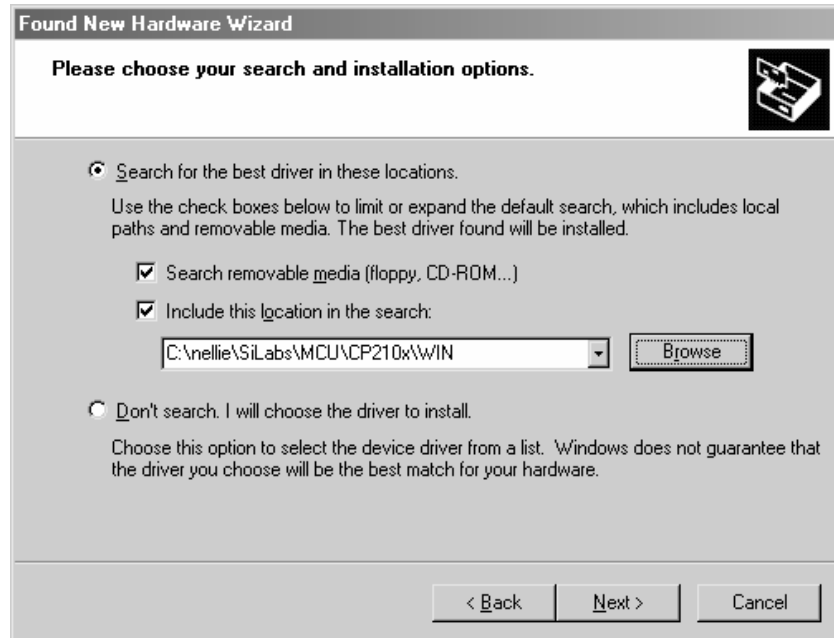 Found New Hardware Wizard
Please choose your search and installation options.
Search for the best driver in these locations.
Use the check boxes below to limit or expand the default search, which includes local
paths and removable media. The best driver found will be installed.
Search removable media (floppy, CD-ROM...)
Include this location in the search:
C:\nellie\SiLabs\MCU\CP210x\WIN
Browse
Don't search. I will choose the driver to install.
Choose this option to select the device driver from a list. Windows does not guarantee that
the driver you choose will be the best match for your hardware.
< Back Next > Cancel